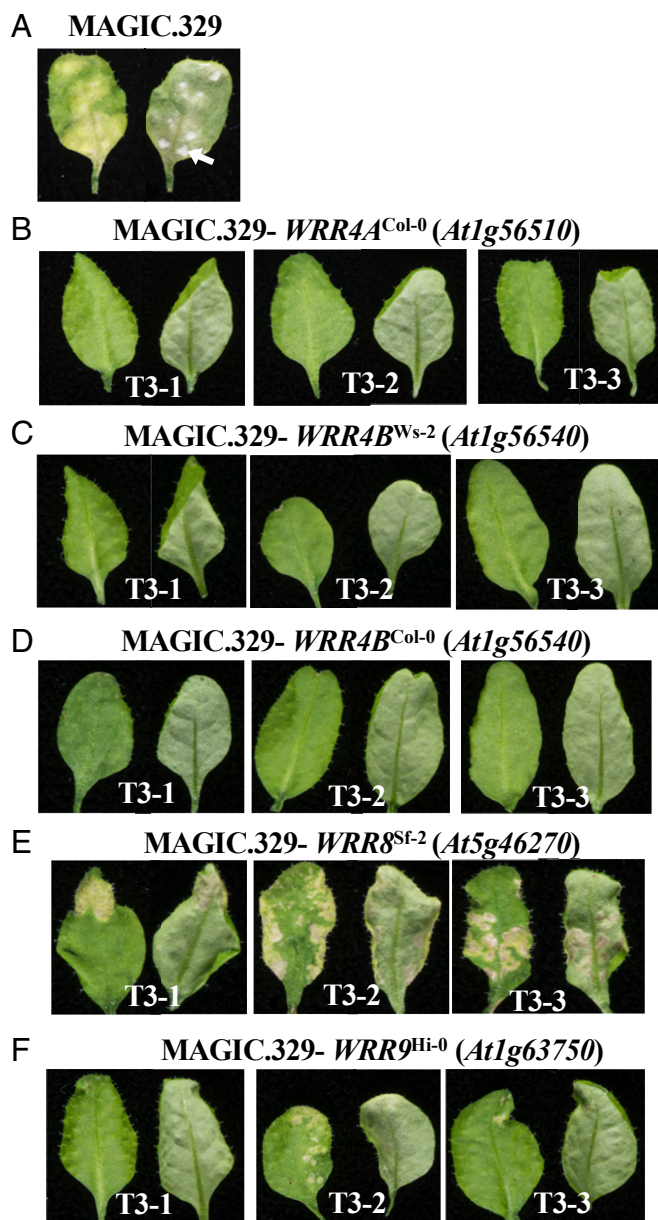 A MAGIC.329
B MAGIC.329- WRR4A^Col-0 (At1g56510)
T3-1 T3-2 T3-3
C MAGIC.329- WRR4B^Ws-2 (At1g56540)
T3-1 T3-2 T3-3
D MAGIC.329- WRR4B^Col-0 (At1g56540)
T3-1 T3-2 T3-3
E MAGIC.329- WRR8^Sf-2 (At5g46270)
T3-1 T3-2 T3-3
F MAGIC.329- WRR9^Hi-0 (At1g63750)
T3-1 T3-2 T3-3